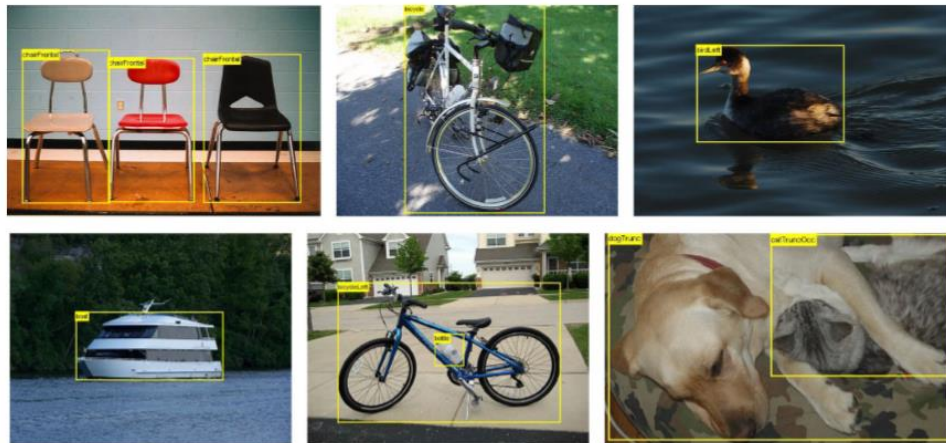 chairFrontal
chairFrontal
chairFrontal
bicycle
birdLeft
boat
bicycleLeft
bottle
dogTrunc
catTruncOcc